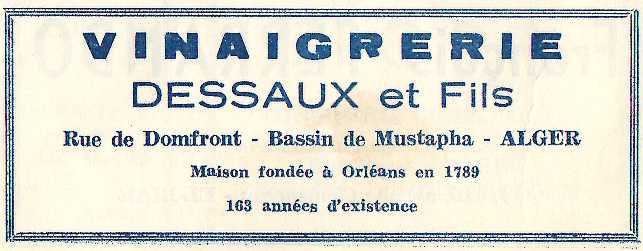 VINAIGRERIE
DESSAUX et Fils
Rue de Domfront - Bassin de Mustapha - ALGER
Maison fondée à Orléans en 1789
163 années d'existence